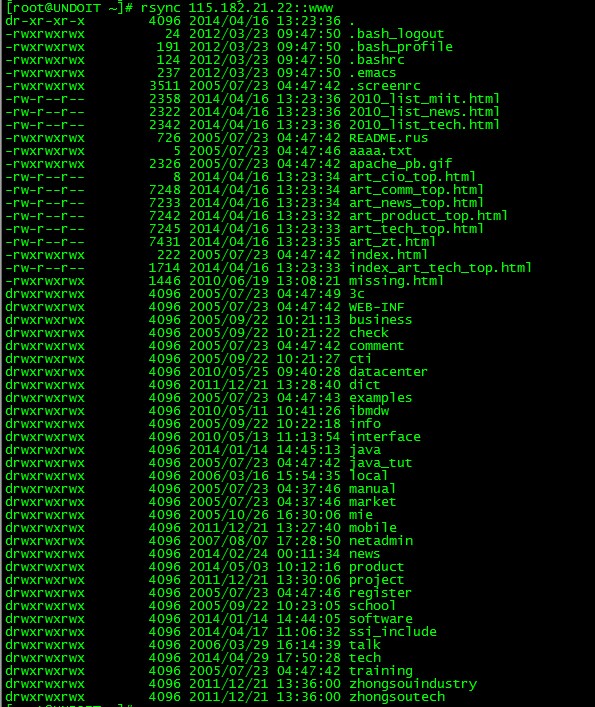 [root@UNDOIT ~]# rsync 115.182.21.22::www
dr-xr-xr-x 4096 2014/04/16 13:23:36 .
-rwxrwxrwx 24 2012/03/23 09:47:50 .bash_logout
-rwxrwxrwx 191 2012/03/23 09:47:50 .bash_profile
-rwxrwxrwx 124 2012/03/23 09:47:50 .bashrc
-rwxrwxrwx 237 2012/03/23 09:47:50 .emacs
-rwxrwxrwx 3511 2005/07/23 04:47:42 .screenrc
-rw-r--r-- 2358 2014/04/16 13:23:36 2010_list_miit.html
-rw-r--r-- 2322 2014/04/16 13:23:36 2010_list_news.html
-rw-r--r-- 2342 2014/04/16 13:23:36 2010_list_tech.html
-rwxrwxrwx 726 2005/07/23 04:47:42 README.rus
-rwxrwxrwx 5 2005/07/23 04:47:46 aaaa.txt
-rwxrwxrwx 2326 2005/07/23 04:47:42 apache_pb.gif
-rw-r--r-- 8 2014/04/16 13:23:34 art_cio_top.html
-rw-r--r-- 7248 2014/04/16 13:23:34 art_comm_top.html
-rw-r--r-- 7233 2014/04/16 13:23:34 art_news_top.html
-rw-r--r-- 7242 2014/04/16 13:23:32 art_product_top.html
-rw-r--r-- 7245 2014/04/16 13:23:33 art_tech_top.html
-rw-r--r-- 7431 2014/04/16 13:23:35 art_zt.html
-rwxrwxrwx 222 2005/07/23 04:47:42 index.html
-rw-r--r-- 1714 2014/04/16 13:23:33 index_art_tech_top.html
-rwxrwxrwx 1446 2010/06/19 13:08:21 missing.html
drwxrwxrwx 4096 2005/07/23 04:47:49 3c
drwxrwxrwx 4096 2005/07/23 04:47:42 WEB-INF
drwxrwxrwx 4096 2005/09/22 10:21:13 business
drwxrwxrwx 4096 2005/09/22 10:21:22 check
drwxrwxrwx 4096 2005/07/23 04:47:42 comment
drwxrwxrwx 4096 2005/09/22 10:21:27 cti
drwxrwxrwx 4096 2010/05/25 09:40:28 datacenter
drwxrwxrwx 4096 2011/12/21 13:28:40 dict
drwxrwxrwx 4096 2005/07/23 04:47:43 examples
drwxrwxrwx 4096 2010/05/11 10:41:26 ibmdw
drwxrwxrwx 4096 2005/09/22 10:22:18 info
drwxrwxrwx 4096 2010/05/13 11:13:54 interface
drwxrwxrwx 4096 2014/01/14 14:45:13 java
drwxrwxrwx 4096 2005/07/23 04:47:42 java_tut
drwxrwxrwx 4096 2006/03/16 15:54:35 local
drwxrwxrwx 4096 2005/07/23 04:37:46 manual
drwxrwxrwx 4096 2005/07/23 04:37:46 market
drwxrwxrwx 4096 2005/10/26 16:30:06 mie
drwxrwxrwx 4096 2011/12/21 13:27:40 mobile
drwxrwxrwx 4096 2007/08/07 17:28:50 netadmin
drwxrwxrwx 4096 2014/02/24 00:11:34 news
drwxrwxrwx 4096 2014/05/03 10:12:16 product
drwxrwxrwx 4096 2011/12/21 13:30:06 project
drwxrwxrwx 4096 2005/07/23 04:47:45 register
drwxrwxrwx 4096 2005/09/22 10:23:05 school
drwxrwxrwx 4096 2014/01/14 14:44:05 software
drwxrwxrwx 4096 2014/04/17 11:06:32 ssi_include
drwxrwxrwx 4096 2006/03/29 16:14:39 talk
drwxrwxrwx 4096 2014/04/29 17:50:28 tech
drwxrwxrwx 4096 2005/07/23 04:47:42 training
drwxrwxrwx 4096 2011/12/21 13:36:00 zhongsouindustry
drwxrwxrwx 4096 2011/12/21 13:36:00 zhongsoutech